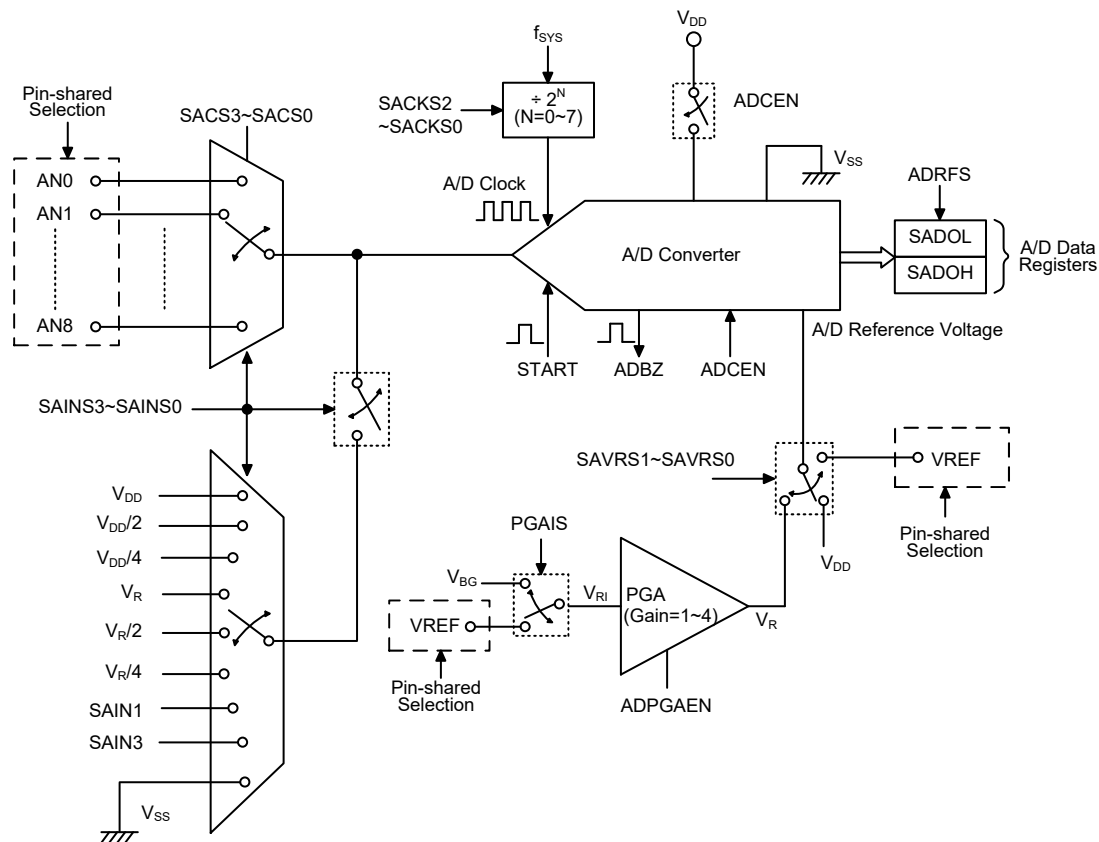 V_DD
f_SYS
Pin-shared
Selection
SACS3~SACS0
SACKS2
~SACKS0
÷ 2^N
(N=0~7)
ADCEN
V_SS
AN0
AN1
AN8
A/D Clock
A/D Converter
ADRFS
SADOL
SADOH
A/D Data
Registers
START
ADBZ
ADCEN
A/D Reference Voltage
SAINS3~SAINS0
SAVRS1~SAVRS0
VREF
Pin-shared
Selection
V_DD
V_DD
V_DD/2
V_DD/4
V_R
V_R/2
V_R/4
SAIN1
SAIN3
V_SS
PGAIS
V_BG
VREF
Pin-shared
Selection
V_RI
PGA
(Gain=1~4)
V_R
ADPGAEN